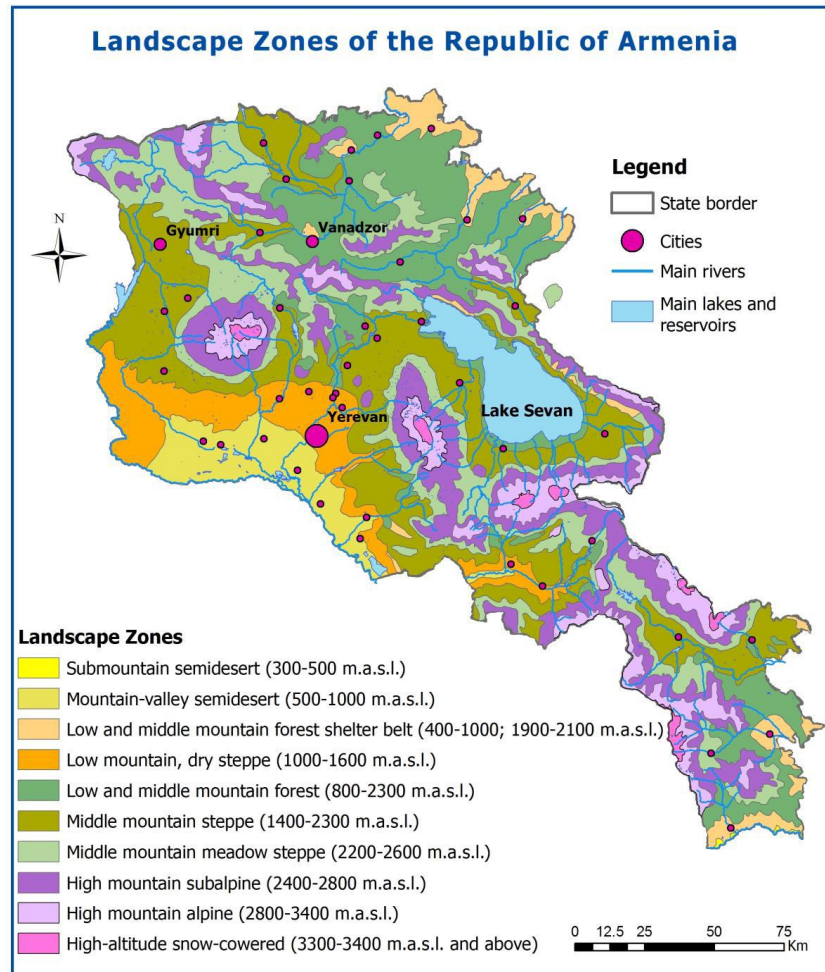 Landscape Zones of the Republic of Armenia
Legend
State border
Cities
Main rivers
Main lakes and
reservoirs
N
Gyumri
Vanadzor
Yerevan
Lake Sevan
Landscape Zones
Submountain semidesert (300-500 m.a.s.l.)
Mountain-valley semidesert (500-1000 m.a.s.l.)
Low and middle mountain forest shelter belt (400-1000; 1900-2100 m.a.s.l.)
Low mountain, dry steppe (1000-1600 m.a.s.l.)
Low and middle mountain forest (800-2300 m.a.s.l.)
Middle mountain steppe (1400-2300 m.a.s.l.)
Middle mountain meadow steppe (2200-2600 m.a.s.l.)
High mountain subalpine (2400-2800 m.a.s.l.)
High mountain alpine (2800-3400 m.a.s.l.)
High-altitude snow-cowered (3300-3400 m.a.s.l. and above)
0 12.5 25 50 75
Km